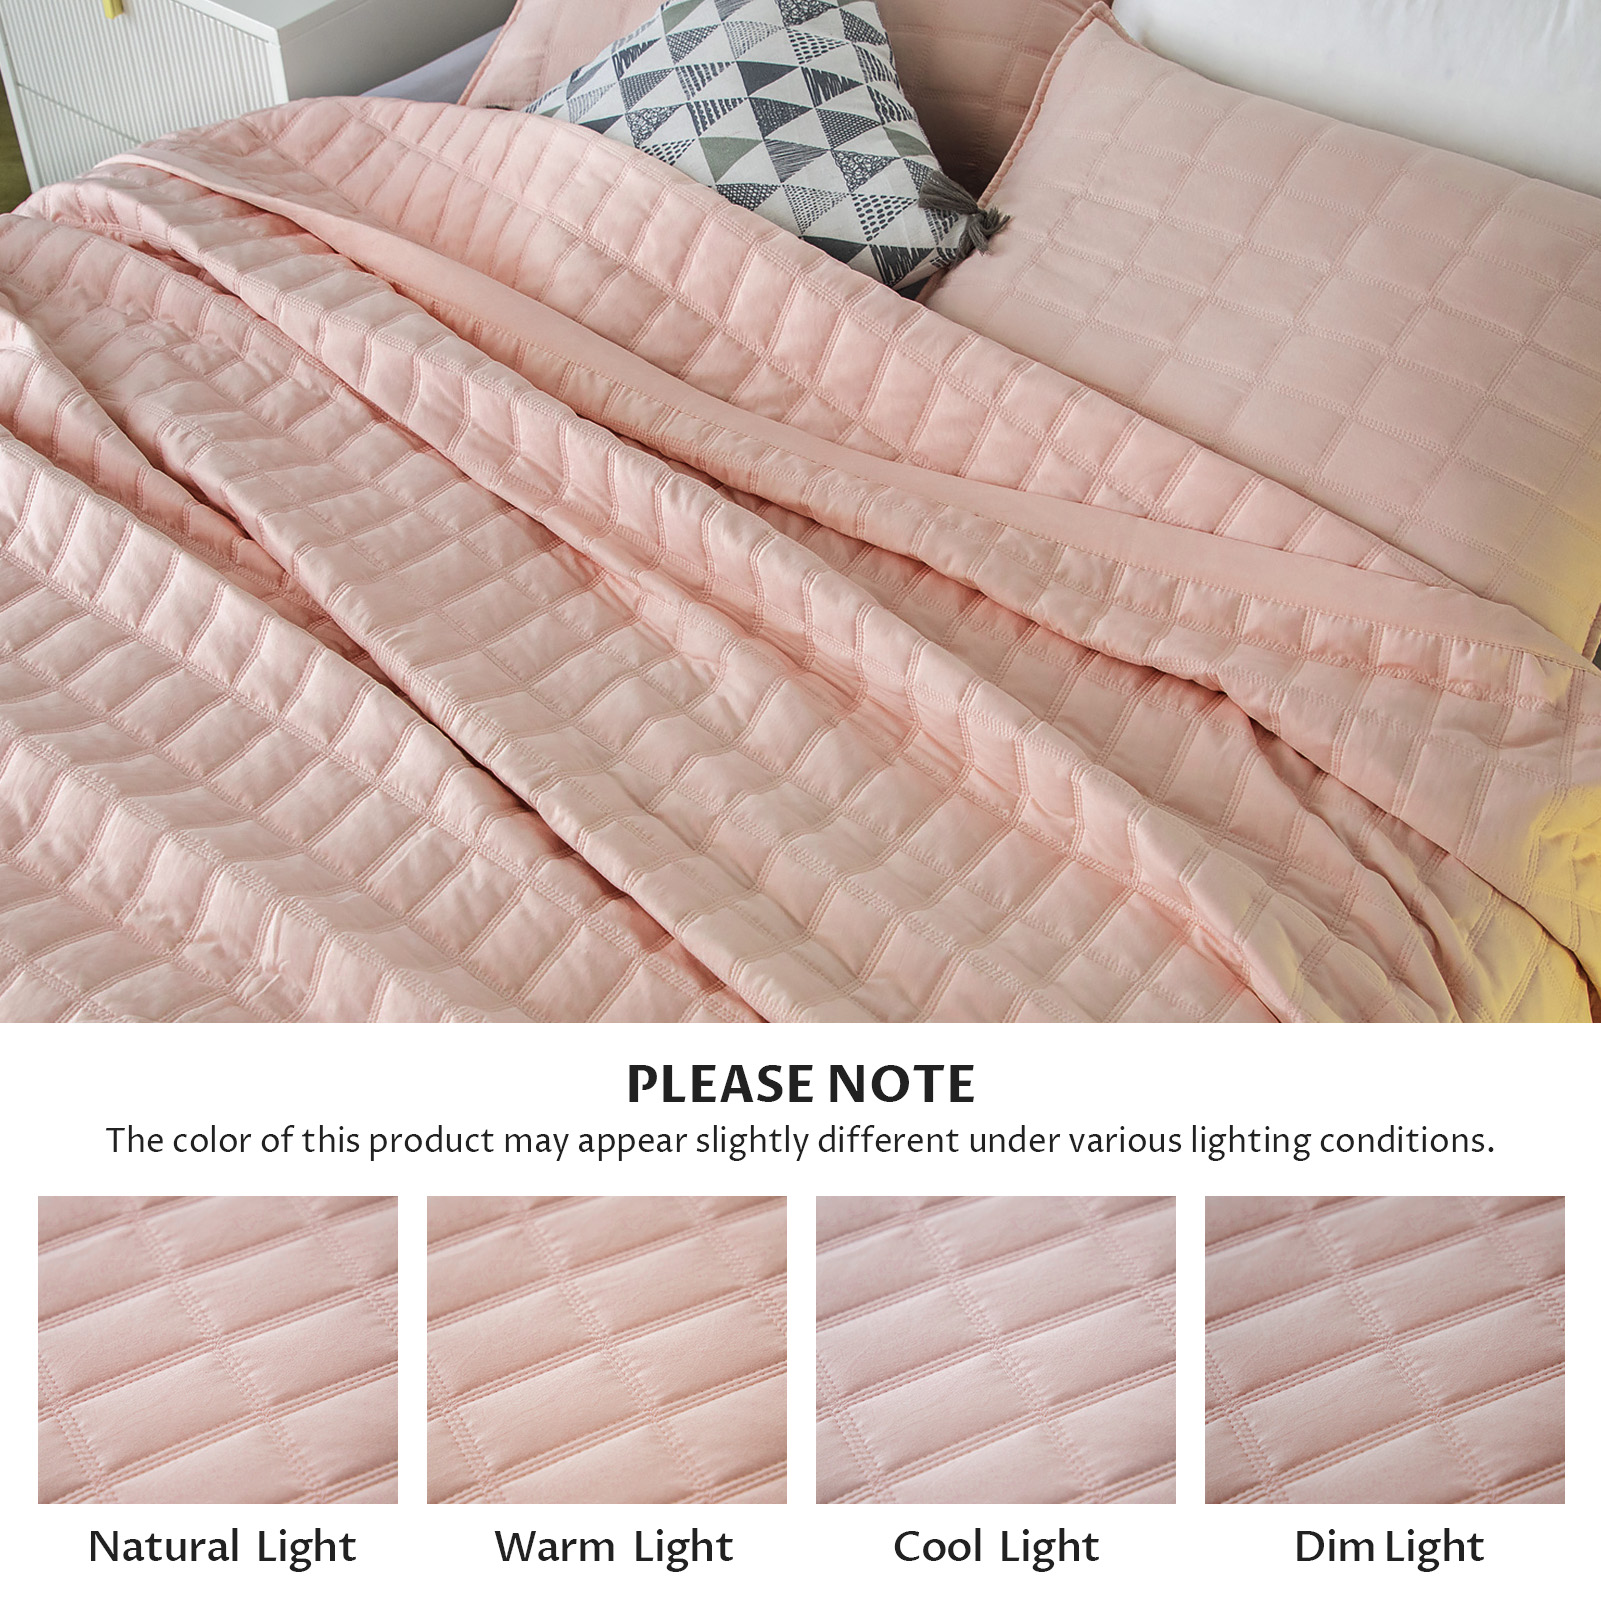 PLEASE NOTE
The color of this product may appear slightly different under various lighting conditions.
Natural Light
Warm Light
Cool Light
Dim Light